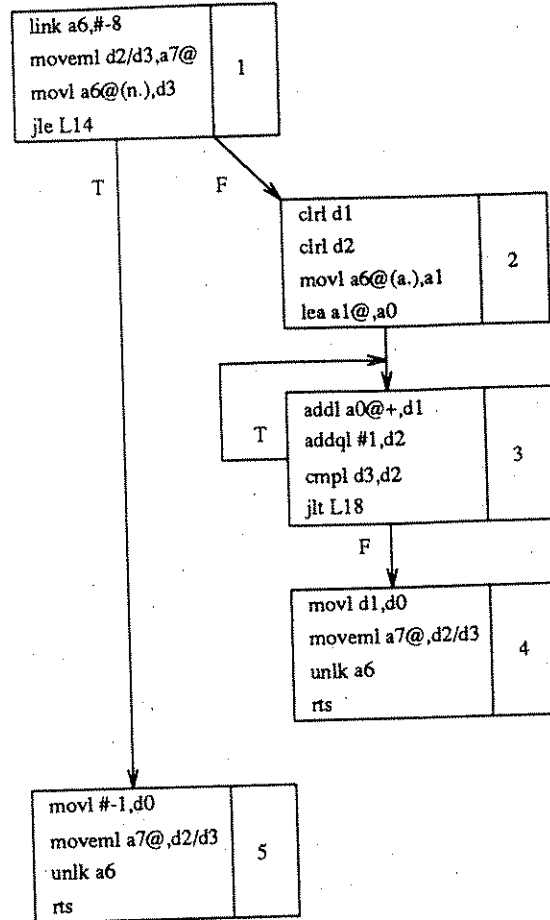 link a6,#-8
moveml d2/d3,a7@
movl a6@(n.),d3
jle L14
1
T
F
clrl d1
clrl d2
movl a6@(a.),a1
lea a1@,a0
2
T
addl a0@+,d1
addql #1,d2
cmpl d3,d2
jlt L18
3
F
movl d1,d0
moveml a7@,d2/d3
unlk a6
rts
4
movl #-1,d0
moveml a7@,d2/d3
unlk a6
rts
5